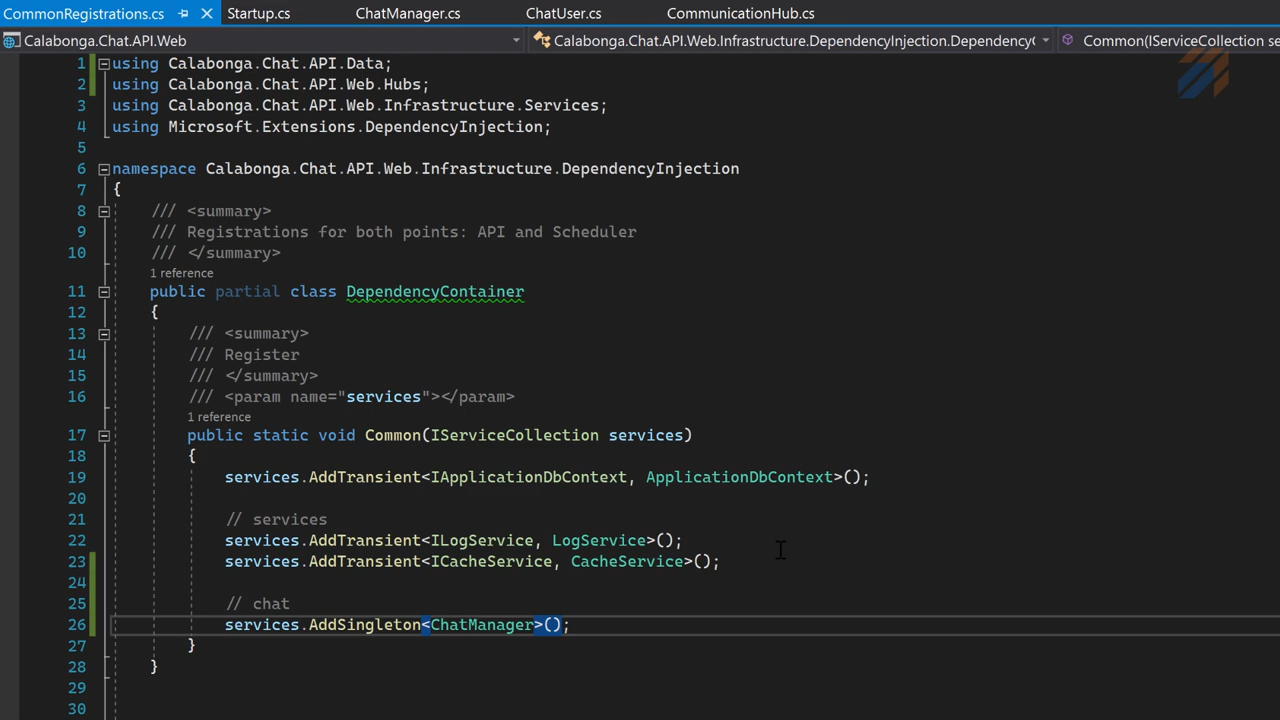 CommonRegistrations.cs
Startup.cs
ChatManager.cs
ChatUser.cs
CommunicationHub.cs
Calabonga.Chat.API.Web
Calabonga.Chat.API.Web.Infrastructure.DependencyInjection.DependencyC
Common(IServiceCollection se
1 using Calabonga.Chat.API.Data;
2 using Calabonga.Chat.API.Web.Hubs;
3 using Calabonga.Chat.API.Web.Infrastructure.Services;
4 using Microsoft.Extensions.DependencyInjection;
5
6 namespace Calabonga.Chat.API.Web.Infrastructure.DependencyInjection
7 {
8 /// <summary>
9 /// Registrations for both points: API and Scheduler
10 /// </summary>
1 reference
11 public partial class DependencyContainer
12 {
13 /// <summary>
14 /// Register
15 /// </summary>
16 /// <param name="services"></param>
1 reference
17 public static void Common(IServiceCollection services)
18 {
19 services.AddTransient<IApplicationDbContext, ApplicationDbContext>();
20
21 // services
22 services.AddTransient<ILogService, LogService>();
23 services.AddTransient<ICacheService, CacheService>();
24
25 // chat
26 services.AddSingleton<ChatManager>();
27 }
28 }
29
30